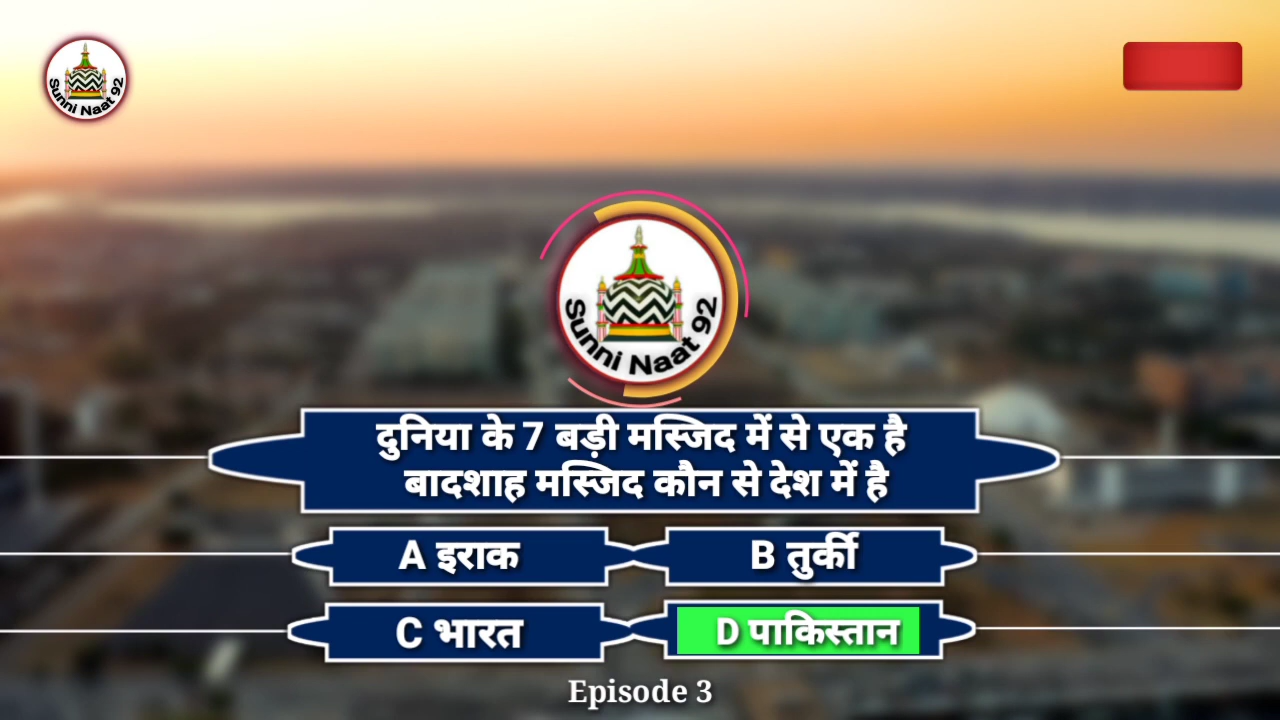 Sunni Naat 92
Sunni Naat 92
दुनिया के 7 बड़ी मस्जिद में से एक है
बादशाह मस्जिद कौन से देश में है
A इराक
B तुर्की
C भारत
D पाकिस्तान
Episode 3